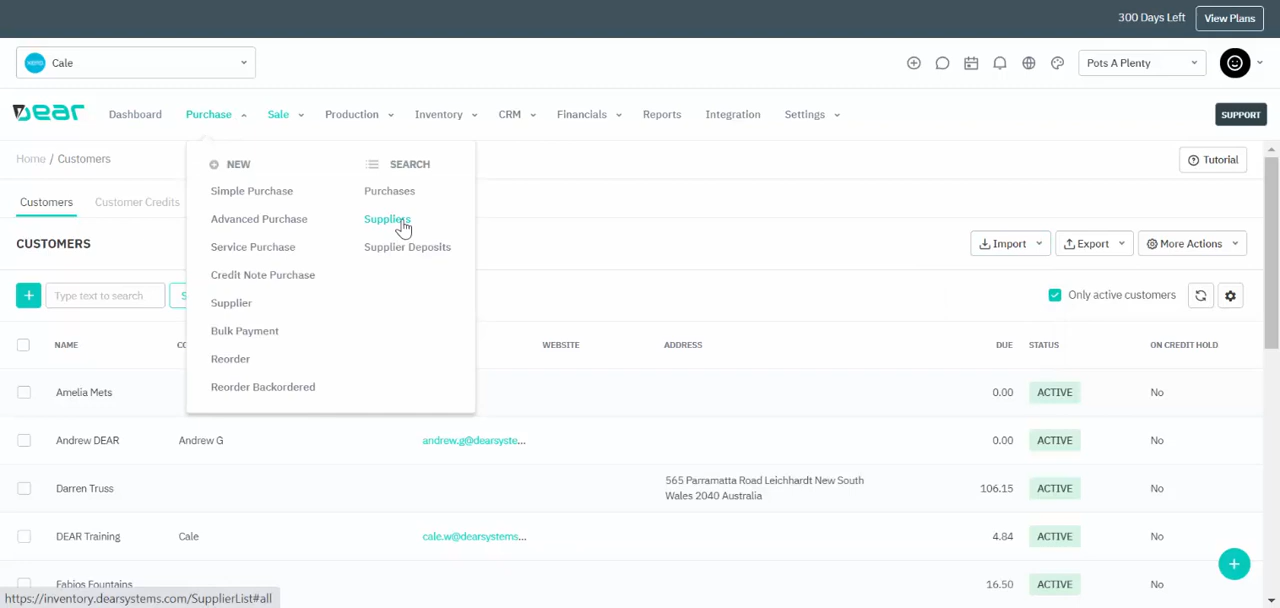 300 Days Left View Plans
XERO Cale
Pots A Plenty
Dear Dashboard Purchase Sale Production Inventory CRM Financials Reports Integration Settings SUPPORT
Home / Customers
Tutorial
NEW SEARCH
Simple Purchase Purchases
Advanced Purchase Suppliers
Service Purchase Supplier Deposits
Credit Note Purchase
Supplier
Bulk Payment
Reorder
Reorder Backordered
Customers Customer Credits
CUSTOMERS
Import Export More Actions
+ Type text to search S
Only active customers
NAME CO WEBSITE ADDRESS DUE STATUS ON CREDIT HOLD
Amelia Mets 0.00 ACTIVE No
Andrew DEAR Andrew G andrew.g@dearsyste... 0.00 ACTIVE No
Darren Truss 565 Parramatta Road Leichhardt New South
Wales 2040 Australia 106.15 ACTIVE No
DEAR Training Cale cale.w@dearsystems... 4.84 ACTIVE No
Fabios Fountains 16.50 ACTIVE No
https://inventory.dearsystems.com/SupplierList#all